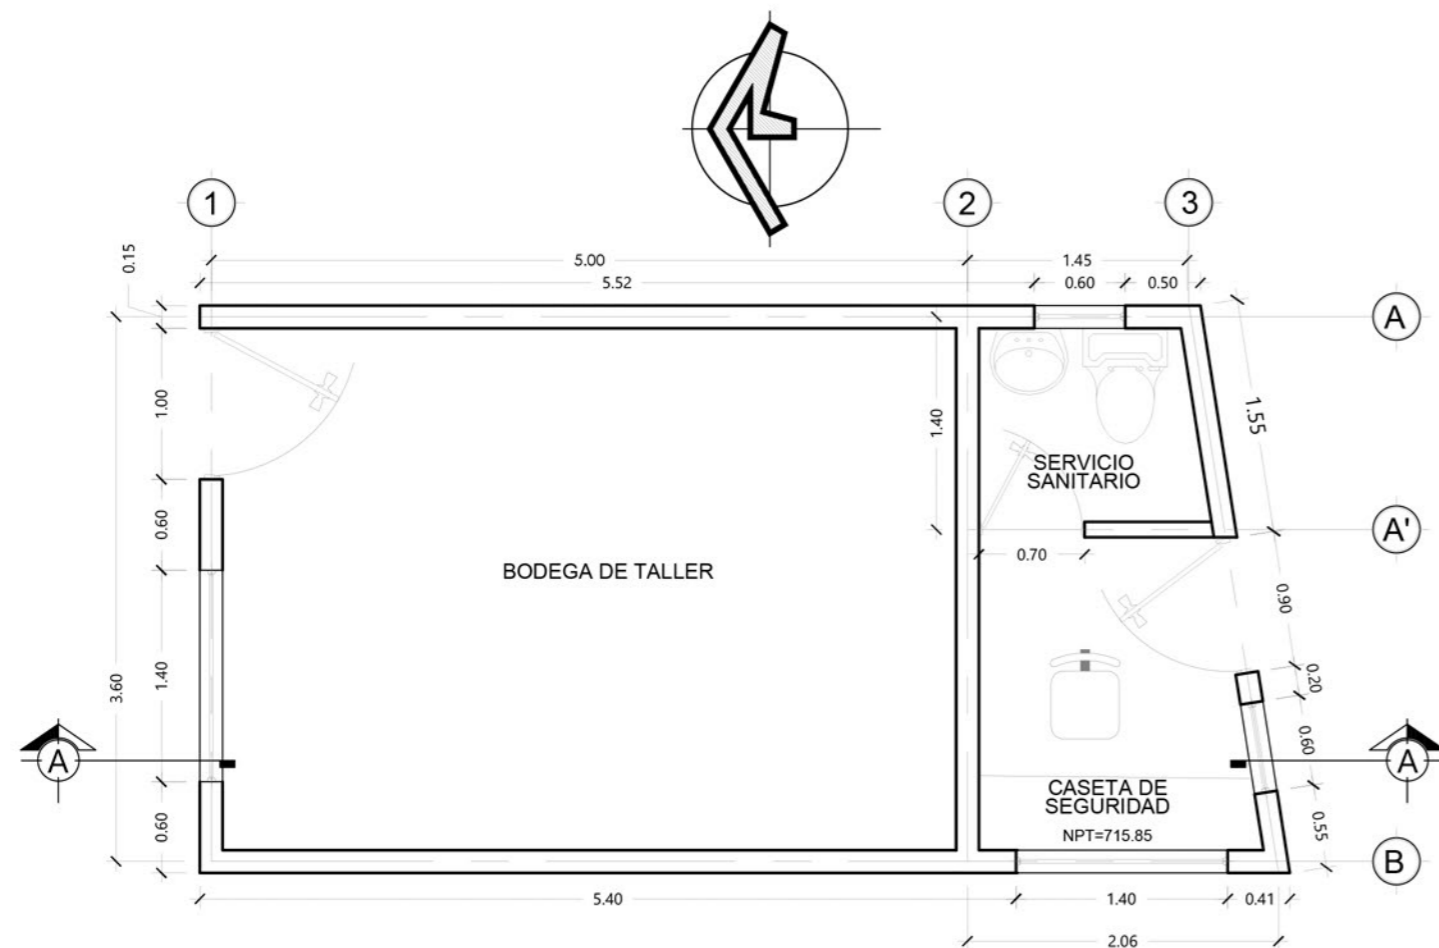 1
2
3
0.15
5.00
1.45
5.52
0.60
0.50
A
1.00
1.40
1.55
SERVICIO
SANITARIO
A'
0.60
0.70
BODEGA DE TALLER
0.90
3.60
1.40
0.20
A
0.60
A
CASETA DE
SEGURIDAD
NPT=715.85
0.60
0.55
B
5.40
1.40
0.41
2.06